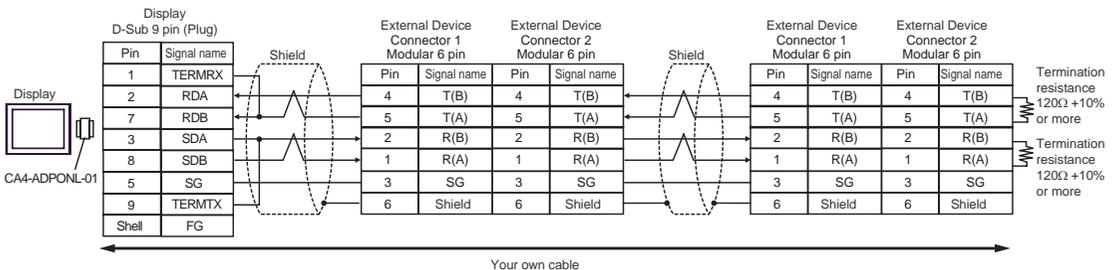 Display
D-Sub 9 pin (Plug)
Pin Signal name
1 TERMRX
2 RDA
7 RDB
3 SDA
8 SDB
5 SG
9 TERMTX
Shell FG
Display
CA4-ADPONL-01
Shield
External Device
Connector 1
Modular 6 pin
External Device
Connector 2
Modular 6 pin
Pin Signal name Pin Signal name
4 T(B) 4 T(B)
5 T(A) 5 T(A)
2 R(B) 2 R(B)
1 R(A) 1 R(A)
3 SG 3 SG
6 Shield 6 Shield
Shield
External Device
Connector 1
Modular 6 pin
External Device
Connector 2
Modular 6 pin
Pin Signal name Pin Signal name
4 T(B) 4 T(B)
5 T(A) 5 T(A)
2 R(B) 2 R(B)
1 R(A) 1 R(A)
3 SG 3 SG
6 Shield 6 Shield
Termination
resistance
120Ω +10%
or more
Termination
resistance
120Ω +10%
or more
Your own cable